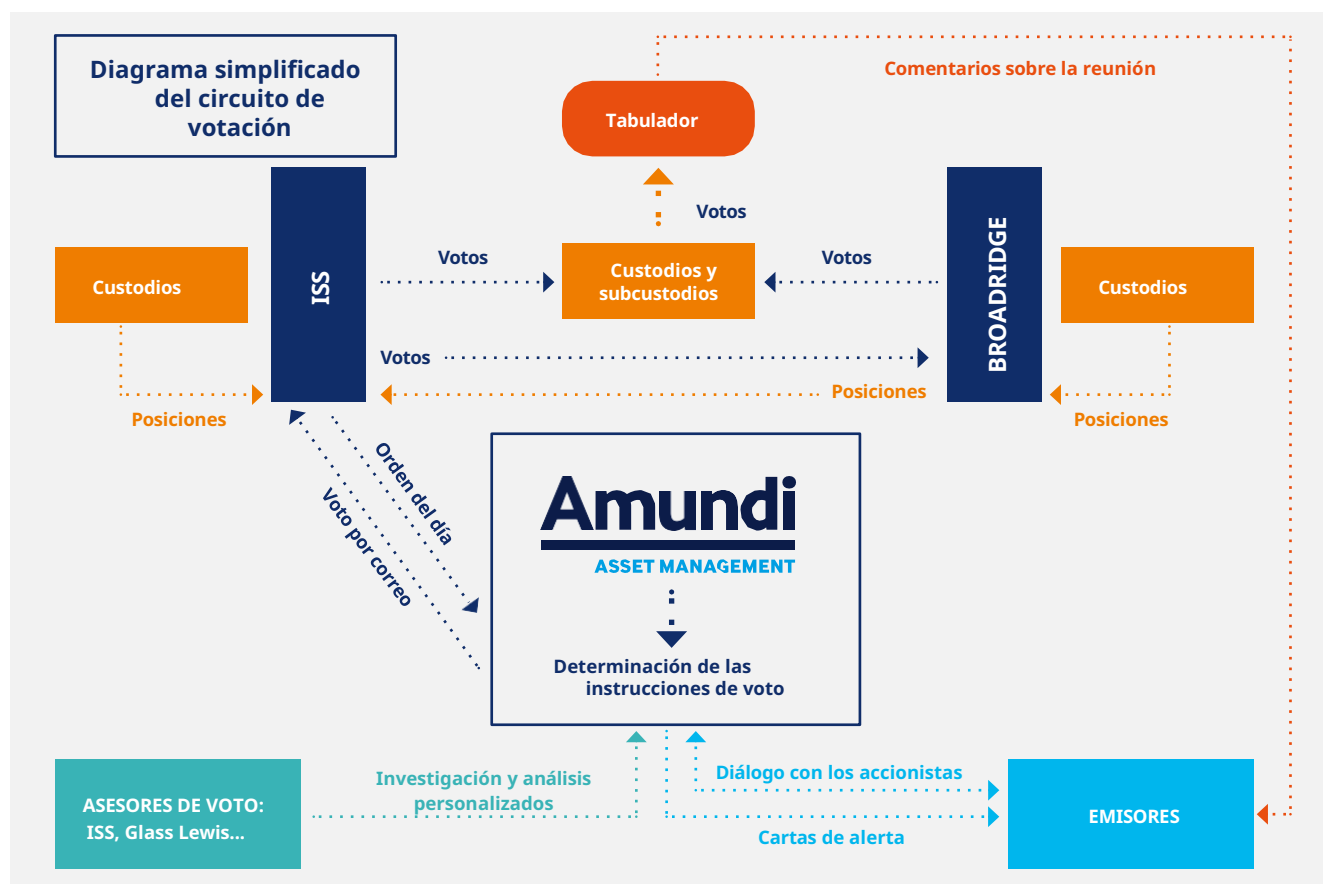 Diagrama simplificado
del circuito de
votación
Comentarios sobre la reunión
Tabulador
Votos
ISS
BROADRIDGE
Custodios
Votos
Custodios y
subcustodios
Votos
Custodios
Votos
Posiciones
Posiciones
Posiciones
Orden del día
Voto por correo
Amundi
ASSET MANAGEMENT
Determinación de las
instrucciones de voto
ASESORES DE VOTO:
ISS, Glass Lewis...
Investigación y análisis
personalizados
Diálogo con los accionistas
Cartas de alerta
EMISORES